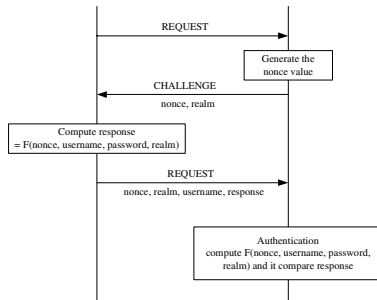 REQUEST
Generate the
nonce value
CHALLENGE
nonce, realm
Compute response
= F(nonce, username, password, realm)
REQUEST
nonce, realm, username, response
Authentication
compute F(nonce, username, password,
realm) and it compare response